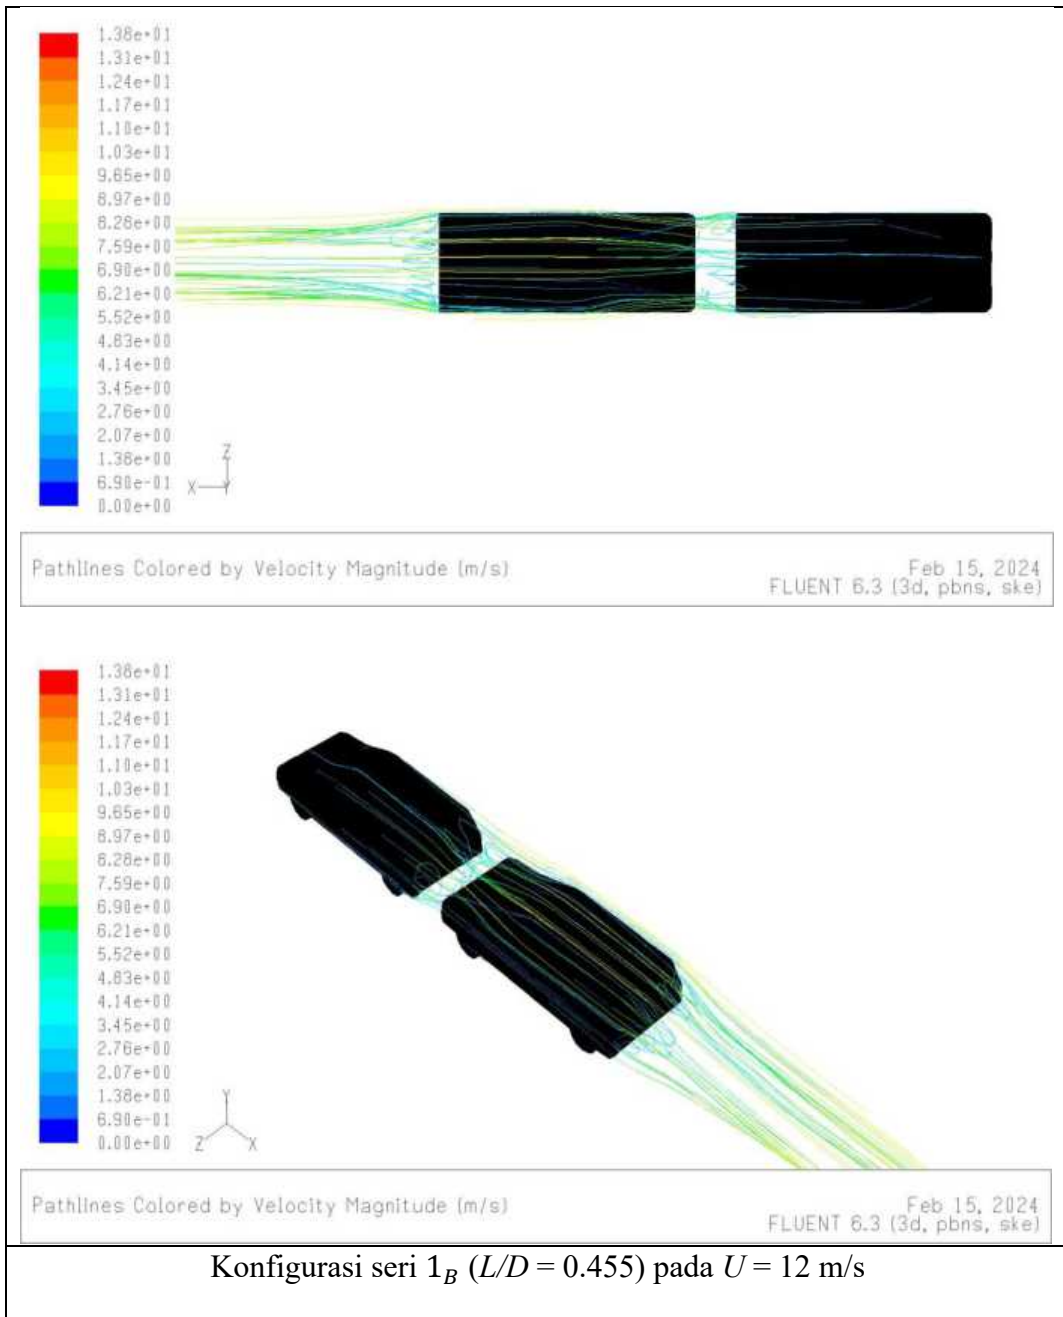 1.38e+01
1.31e+01
1.24e+01
1.17e+01
1.10e+01
1.03e+01
9.65e+00
8.97e+00
8.28e+00
7.59e+00
6.90e+00
6.21e+00
5.52e+00
4.83e+00
4.14e+00
3.45e+00
2.76e+00
2.07e+00
1.38e+00
6.90e-01
0.00e+00
Z
X Y
Pathlines Colored by Velocity Magnitude (m/s)
Feb 15, 2024
FLUENT 6.3 (3d, pbns, ske)
1.38e+01
1.31e+01
1.24e+01
1.17e+01
1.10e+01
1.03e+01
9.65e+00
8.97e+00
8.28e+00
7.59e+00
6.90e+00
6.21e+00
5.52e+00
4.83e+00
4.14e+00
3.45e+00
2.76e+00
2.07e+00
1.38e+00
6.90e-01
0.00e+00
Y
Z X
Pathlines Colored by Velocity Magnitude (m/s)
Feb 15, 2024
FLUENT 6.3 (3d, pbns, ske)
Konfigurasi seri 1_B (L/D = 0.455) pada U = 12 m/s